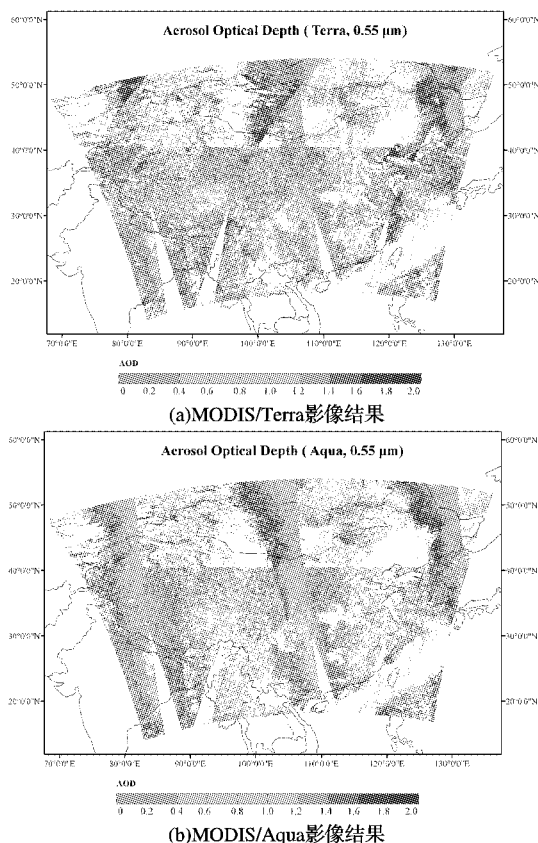 Aerosol Optical Depth ( Terra, 0.55 μm)
60°0′0″N
50°0′0″N
40°0′0″N
30°0′0″N
20°0′0″N
70°0′0″E 80°0′0″E 90°0′0″E 100°0′0″E 110°0′0″E 120°0′0″E 130°0′0″E
AOD
0 0.2 0.4 0.6 0.8 1.0 1.2 1.4 1.6 1.8 2.0
(a)MODIS/Terra影像结果
Aerosol Optical Depth ( Aqua, 0.55 μm)
60°0′0″N
50°0′0″N
40°0′0″N
30°0′0″N
20°0′0″N
70°0′0″E 80°0′0″E 90°0′0″E 100°0′0″E 110°0′0″E 120°0′0″E 130°0′0″E
AOD
0 0.2 0.4 0.6 0.8 1.0 1.2 1.4 1.6 1.8 2.0
(b)MODIS/Aqua影像结果